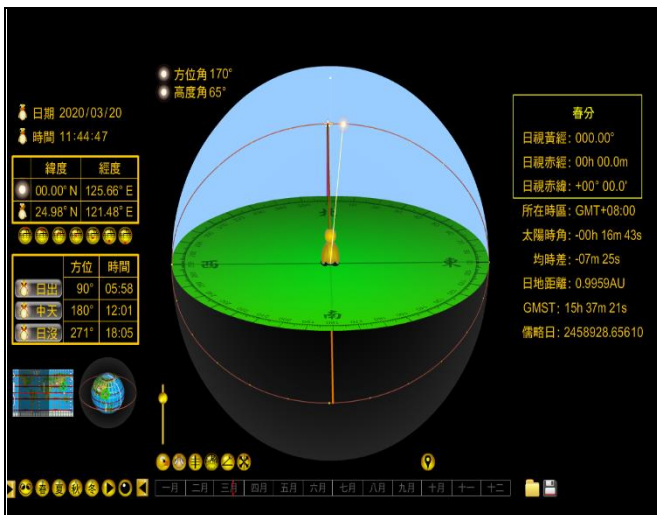 方位角 170°
高度角 65°
日期 2020/03/20
時間 11:44:47
緯度 經度
00.00° N 125.66° E
24.98° N 121.48° E
方位 時間
日出 90° 05:58
中天 180° 12:01
日沒 271° 18:05
西
東
南
春分
日視黃經: 000.00°
日視赤經: 00h 00.0m
日視赤緯: +00° 00.0'
所在時區: GMT+08:00
太陽時角: -00h 16m 43s
均時差: -07m 25s
日地距離: 0.9959AU
GMST: 15h 37m 21s
儒略日: 2458928.65610
春 夏 秋 冬
一月 二月 三月 四月 五月 六月 七月 八月 九月 十月 十一 十二